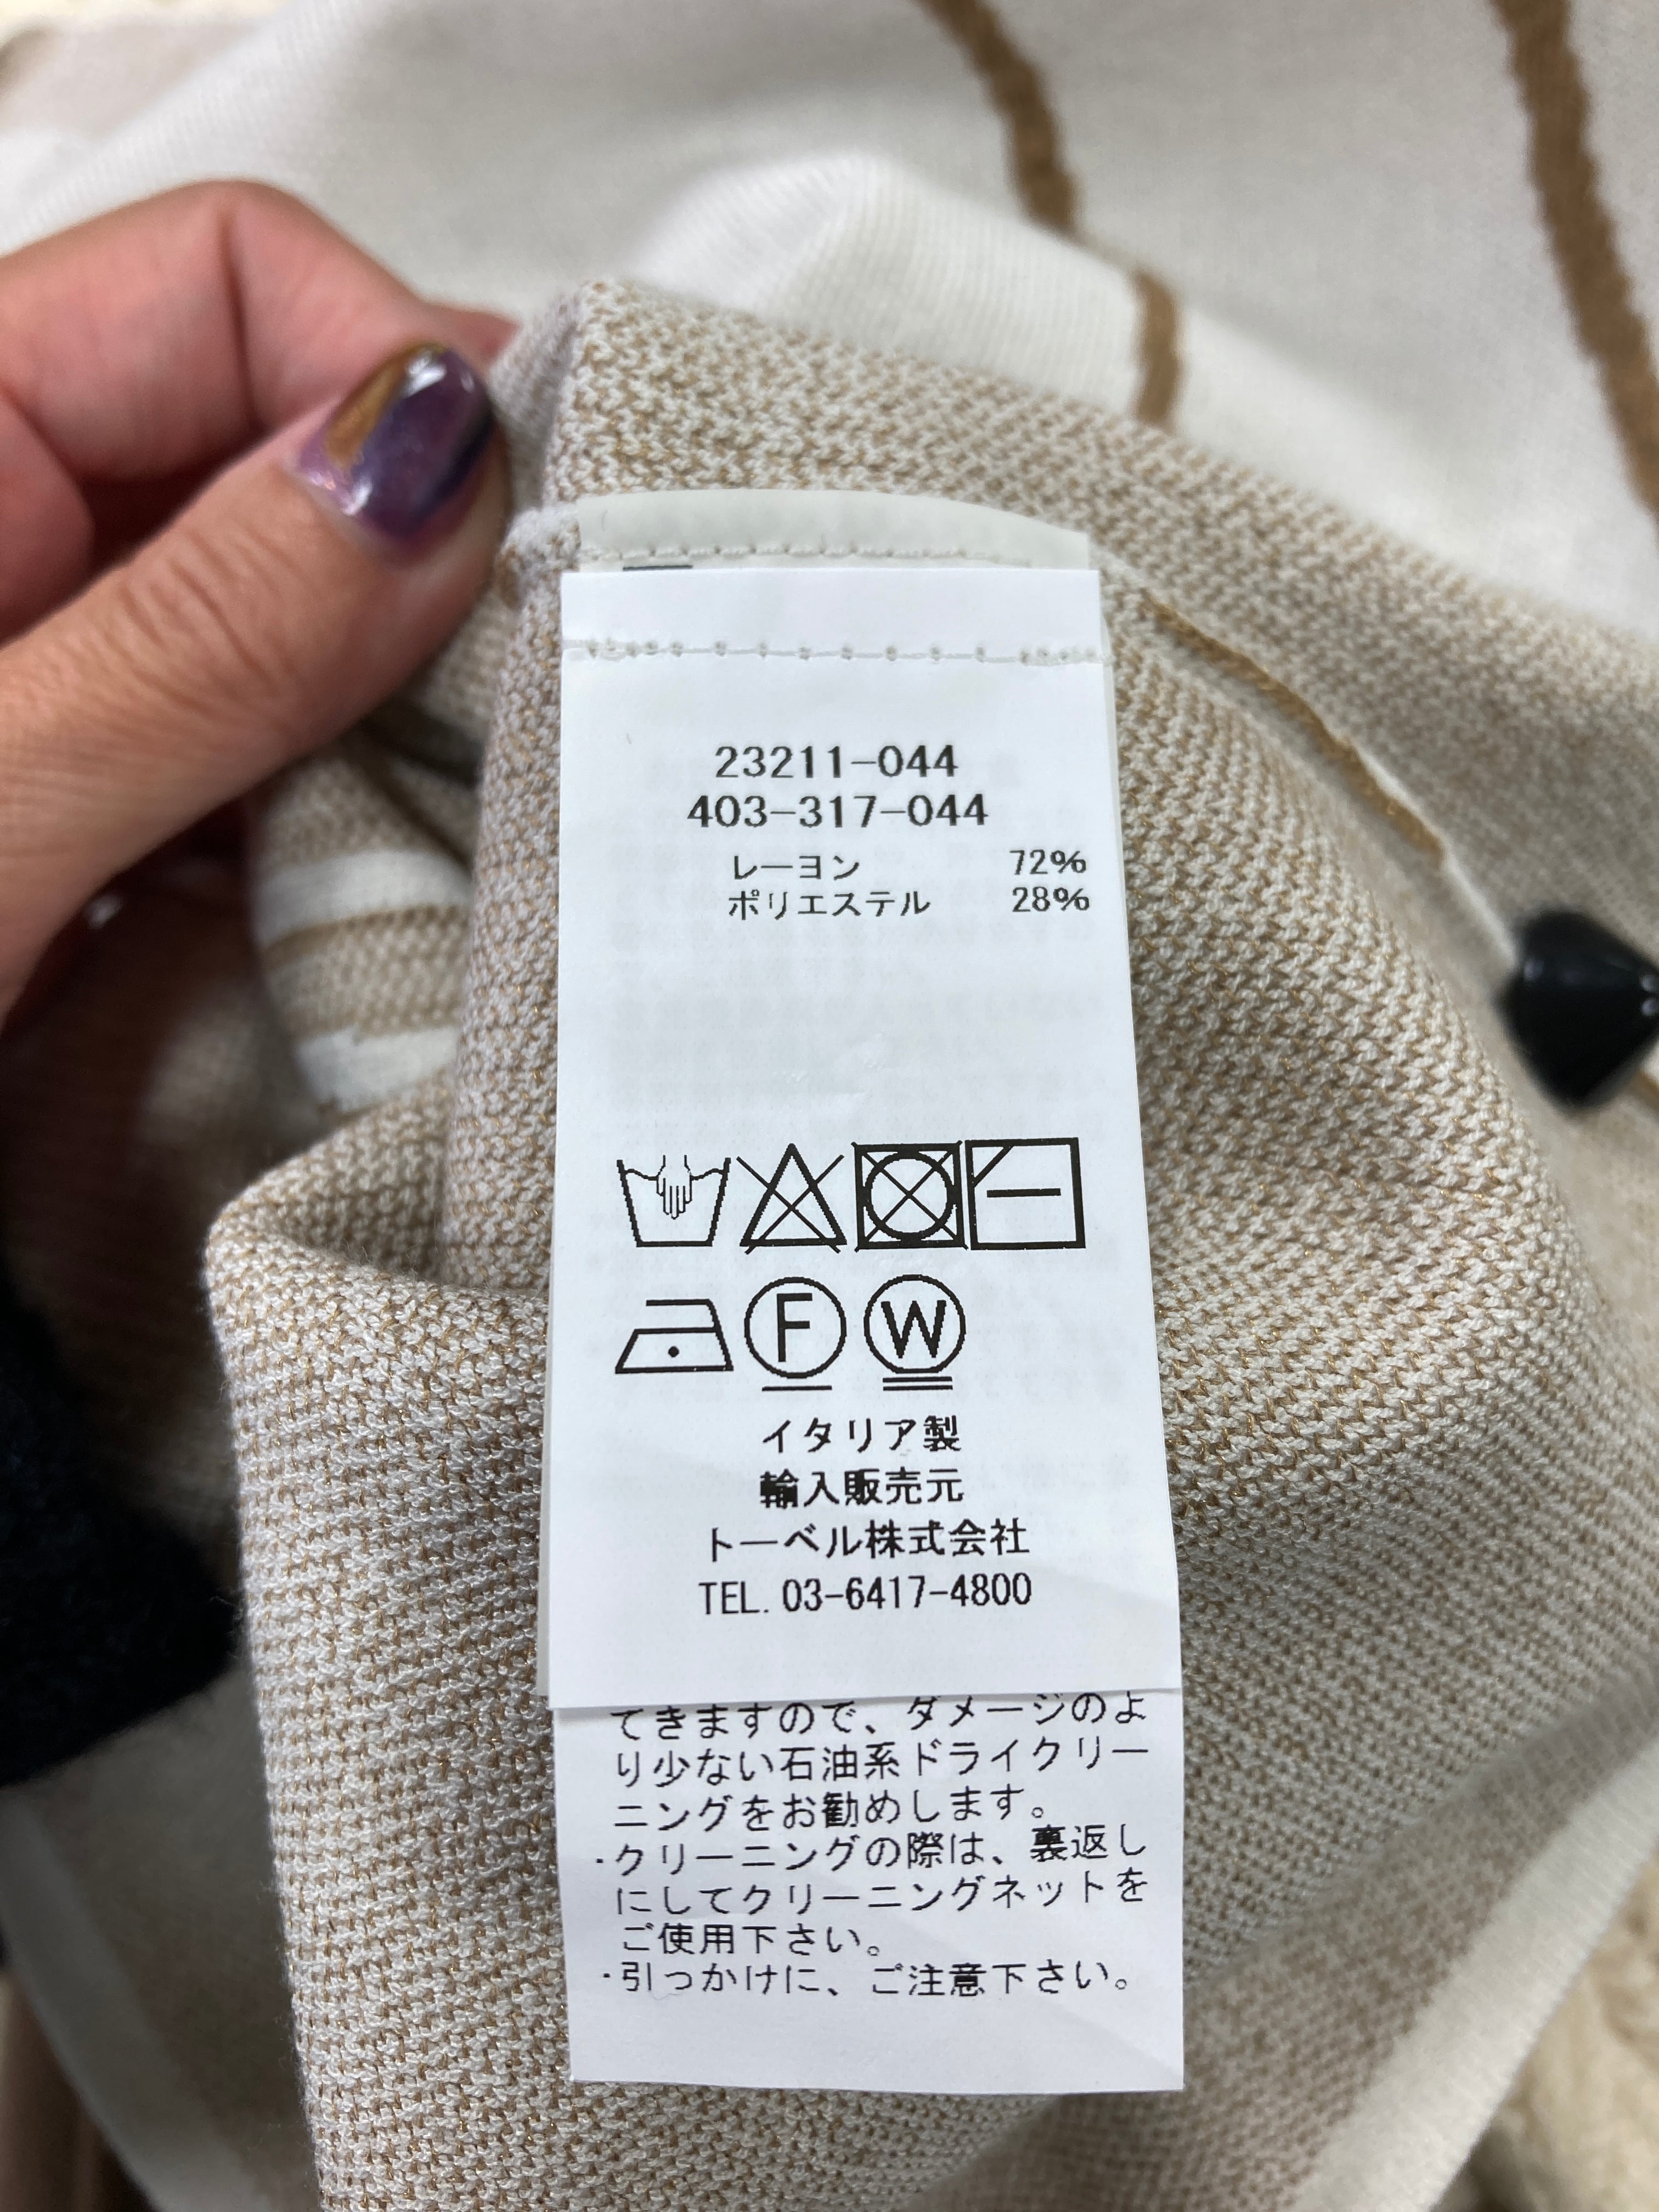 23211-044
403-317-044
レーヨン 72%
ポリエステル 28%
F W
イタリア製
輸入販売元
トーベル株式会社
TEL. 03-6417-4800
てきますので、ダメージのよ
り少ない石油系ドライクリー
ニングをお勧めします。
・クリーニングの際は、裏返し
にしてクリーニングネットを
ご使用下さい。
・引っかけに、ご注意下さい。